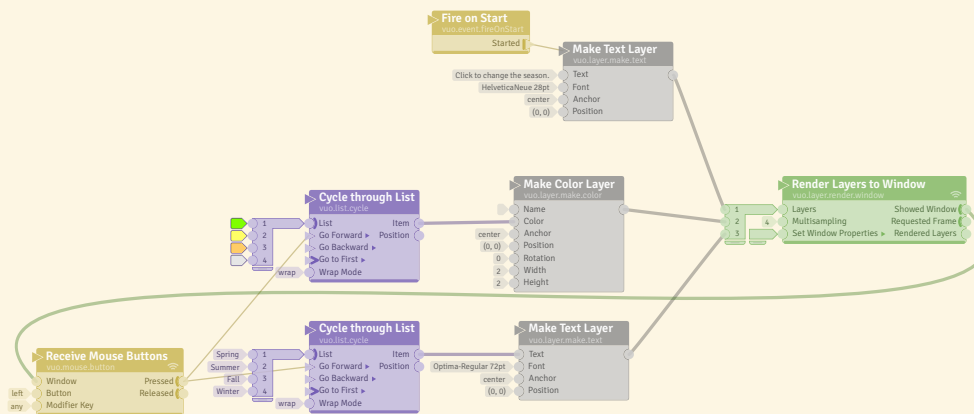 Fire on Start
vuo.event.fireOnStart
Started
Make Text Layer
vuo.layer.make.text
Click to change the season. Text
HelveticaNeue 28pt Font
center Anchor
(0, 0) Position
Cycle through List
vuo.list.cycle
1 List Item
2 Go Forward ▸ Position
3 Go Backward ▸
4 Go to First ▸
wrap Wrap Mode
Make Color Layer
vuo.layer.make.color
Name
Color
center Anchor
(0, 0) Position
0 Rotation
2 Width
2 Height
Render Layers to Window
vuo.layer.render.window
1 Layers Showed Window
2 4 Multisampling Requested Frame
3 Set Window Properties ▸ Rendered Layers
Receive Mouse Buttons
vuo.mouse.button
Window Pressed
left Button Released
any Modifier Key
Cycle through List
vuo.list.cycle
Spring 1 List Item
Summer 2 Go Forward ▸ Position
Fall 3 Go Backward ▸
Winter 4 Go to First ▸
wrap Wrap Mode
Make Text Layer
vuo.layer.make.text
Text
Optima-Regular 72pt Font
center Anchor
(0, 0) Position